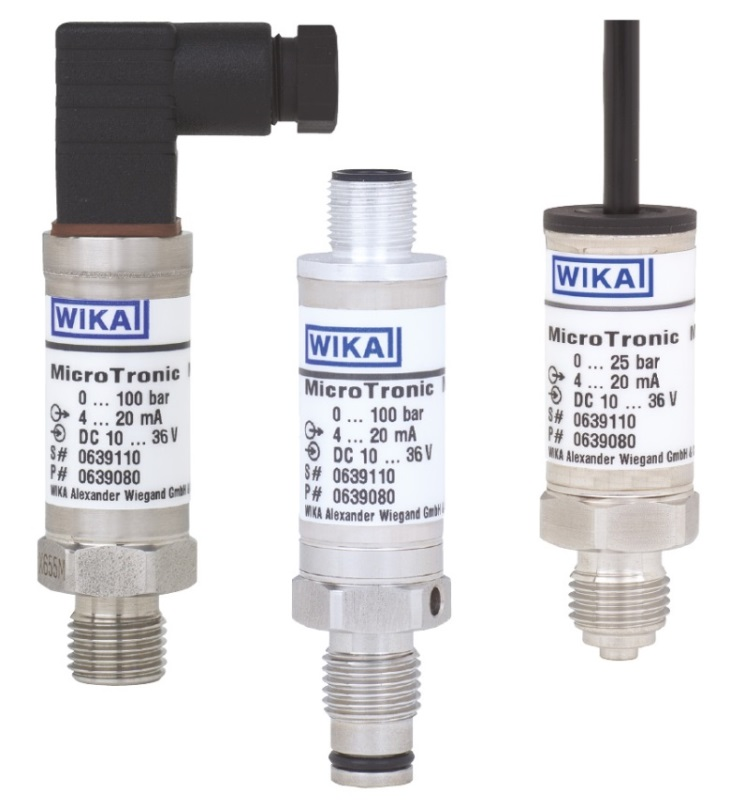 WIKA
MicroTronic
0 ... 100 bar
4 ... 20 mA
DC 10 ... 36 V
S# 0639110
P# 0639080
WIKA Alexander Wiegand GmbH
WIKA
MicroTronic
0 ... 100 bar
4 ... 20 mA
DC 10 ... 36 V
S# 0639110
P# 0639080
WIKA Alexander Wiegand GmbH
WIKA
MicroTronic
0 ... 25 bar
4 ... 20 mA
DC 10 ... 36 V
S# 0639110
P# 0639080
WIKA Alexander Wiegand GmbH &